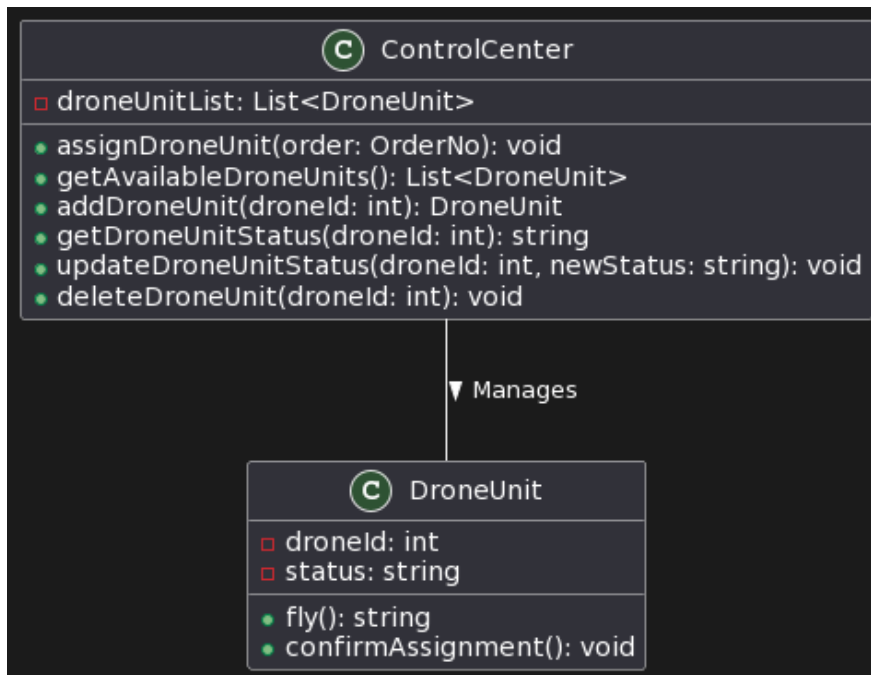 C ControlCenter
droneUnitList: List<DroneUnit>
assignDroneUnit(order: OrderNo): void
getAvailableDroneUnits(): List<DroneUnit>
addDroneUnit(droneId: int): DroneUnit
getDroneUnitStatus(droneId: int): string
updateDroneUnitStatus(droneId: int, newStatus: string): void
deleteDroneUnit(droneId: int): void
Manages
C DroneUnit
droneId: int
status: string
fly(): string
confirmAssignment(): void